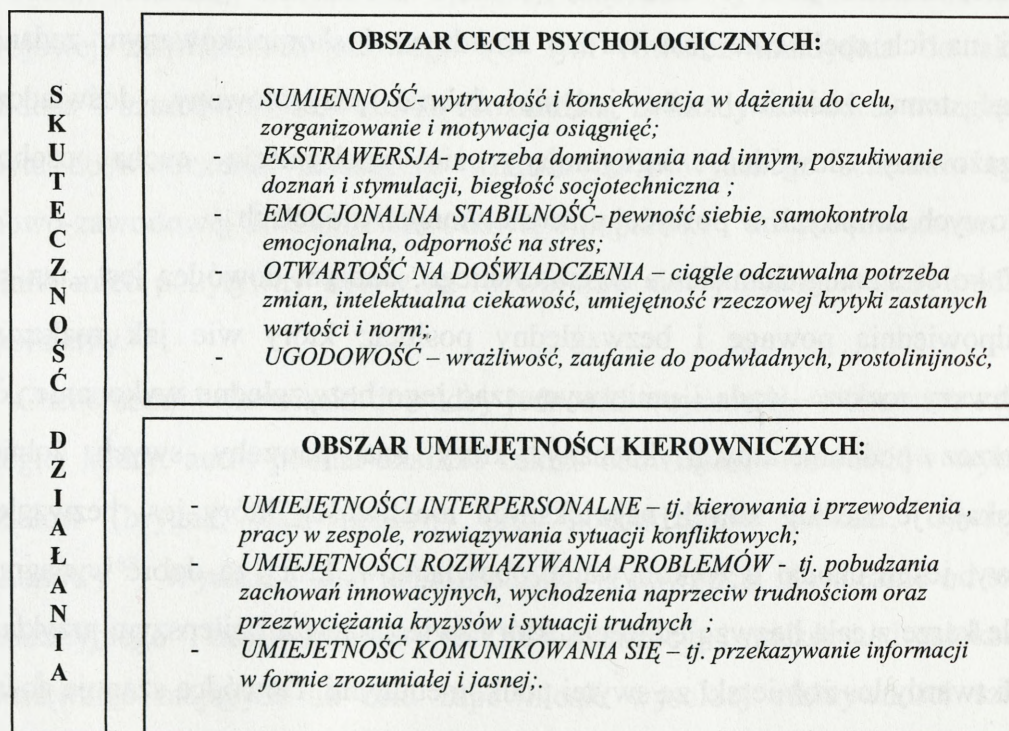 SKUTECZNOŚĆ DZIAŁANIA
OBSZAR CECH PSYCHOLOGICZNYCH:
- SUMIENNOŚĆ- wytrwałość i konsekwencja w dążeniu do celu,
zorganizowanie i motywacja osiągnięć;
- EKSTRAWERSJA- potrzeba dominowania nad innym, poszukiwanie
doznań i stymulacji, biegłość socjotechniczna ;
- EMOCJONALNA STABILNOŚĆ- pewność siebie, samokontrola
emocjonalna, odporność na stres;
- OTWARTOŚĆ NA DOŚWIADCZENIA – ciągle odczuwalna potrzeba
zmian, intelektualna ciekawość, umiejętność rzeczowej krytyki zastanych
wartości i norm;
- UGODOWOŚĆ – wrażliwość, zaufanie do podwładnych, prostolinijność,
OBSZAR UMIEJĘTNOŚCI KIEROWNICZYCH:
- UMIEJĘTNOŚCI INTERPERSONALNE – tj. kierowania i przewodzenia
pracy w zespole, rozwiązywania sytuacji konfliktowych;
- UMIEJĘTNOŚCI ROZWIĄZYWANIA PROBLEMÓW - tj. pobudzania
zachowań innowacyjnych, wychodzenia naprzeciw trudnościom oraz
przezwyciężania kryzysów i sytuacji trudnych ;
- UMIEJĘTNOŚĆ KOMUNIKOWANIA SIĘ – tj. przekazywanie informacji
w formie zrozumiałej i jasnej;.